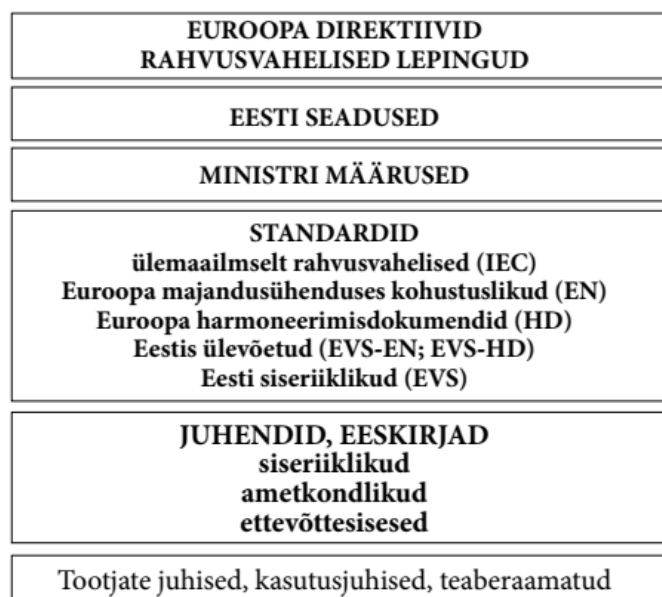 EUROOPA DIREKTIIVID
RAHVUSVAHELISED LEPINGUD
EESTI SEADUSED
MINISTRI MÄÄRUSED
STANDARDID
ülemaailmselt rahvusvahelised (IEC)
Euroopa majandusühenduses kohustuslikud (EN)
Euroopa harmoneerimisdokumendid (HD)
Eestis ülevõetud (EVS-EN; EVS-HD)
Eesti siseriiklikud (EVS)
JUHENDID, EESKIRJAD
siseriiklikud
ametkondlikud
ettevõttesisesed
Tootjate juhised, kasutusjuhised, teaberaamatud